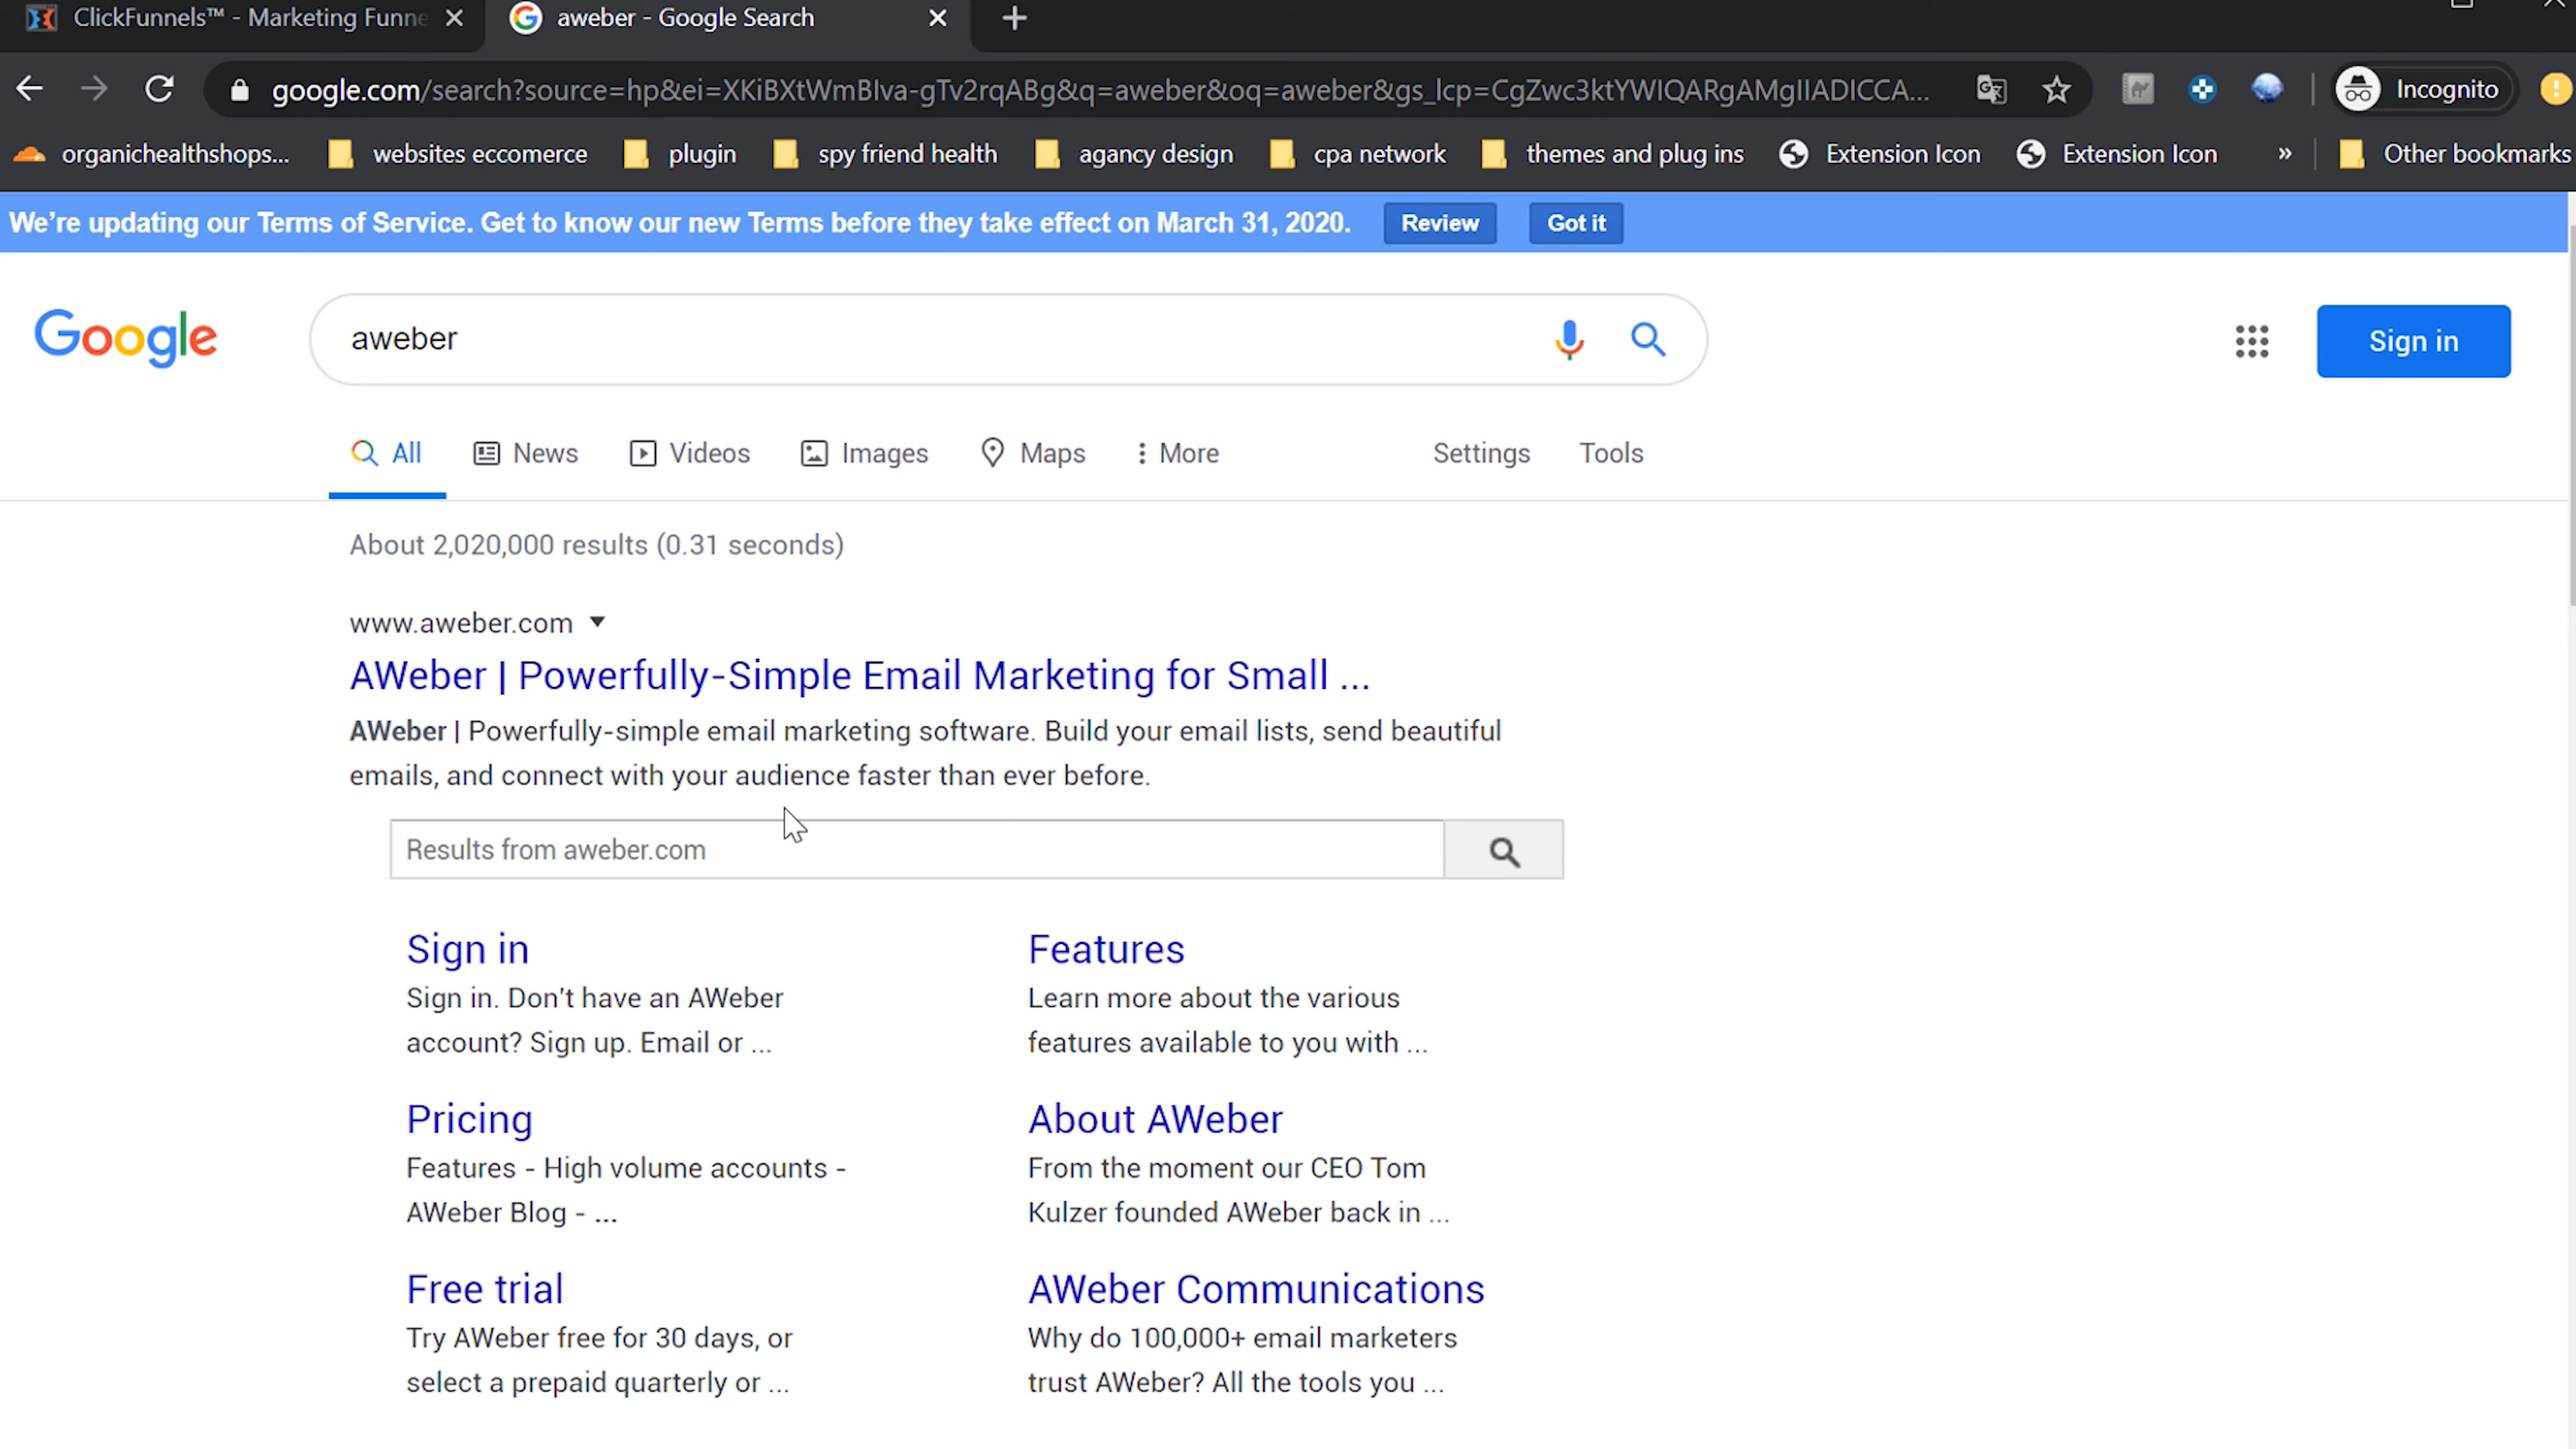 ClickFunnels™ - Marketing Funne
aweber - Google Search
google.com/search?source=hp&ei=XKiBXtWmBIva-gTv2rqABg&q=aweber&oq=aweber&gs_lcp=CgZwc3ktYWIQARgAMgIIADICCA...
Incognito
organichealthshops...
websites eccomerce
plugin
spy friend health
agancy design
cpa network
themes and plug ins
Extension Icon
Extension Icon
»
Other bookmarks
We're updating our Terms of Service. Get to know our new Terms before they take effect on March 31, 2020.
Review
Got it
Google
aweber
Sign in
All
News
Videos
Images
Maps
More
Settings
Tools
About 2,020,000 results (0.31 seconds)
www.aweber.com
AWeber | Powerfully-Simple Email Marketing for Small ...
AWeber | Powerfully-simple email marketing software. Build your email lists, send beautiful
emails, and connect with your audience faster than ever before.
Results from aweber.com
Sign in
Sign in. Don't have an AWeber
account? Sign up. Email or ...
Features
Learn more about the various
features available to you with ...
Pricing
Features - High volume accounts -
AWeber Blog - ...
About AWeber
From the moment our CEO Tom
Kulzer founded AWeber back in ...
Free trial
Try AWeber free for 30 days, or
select a prepaid quarterly or ...
AWeber Communications
Why do 100,000+ email marketers
trust AWeber? All the tools you ...